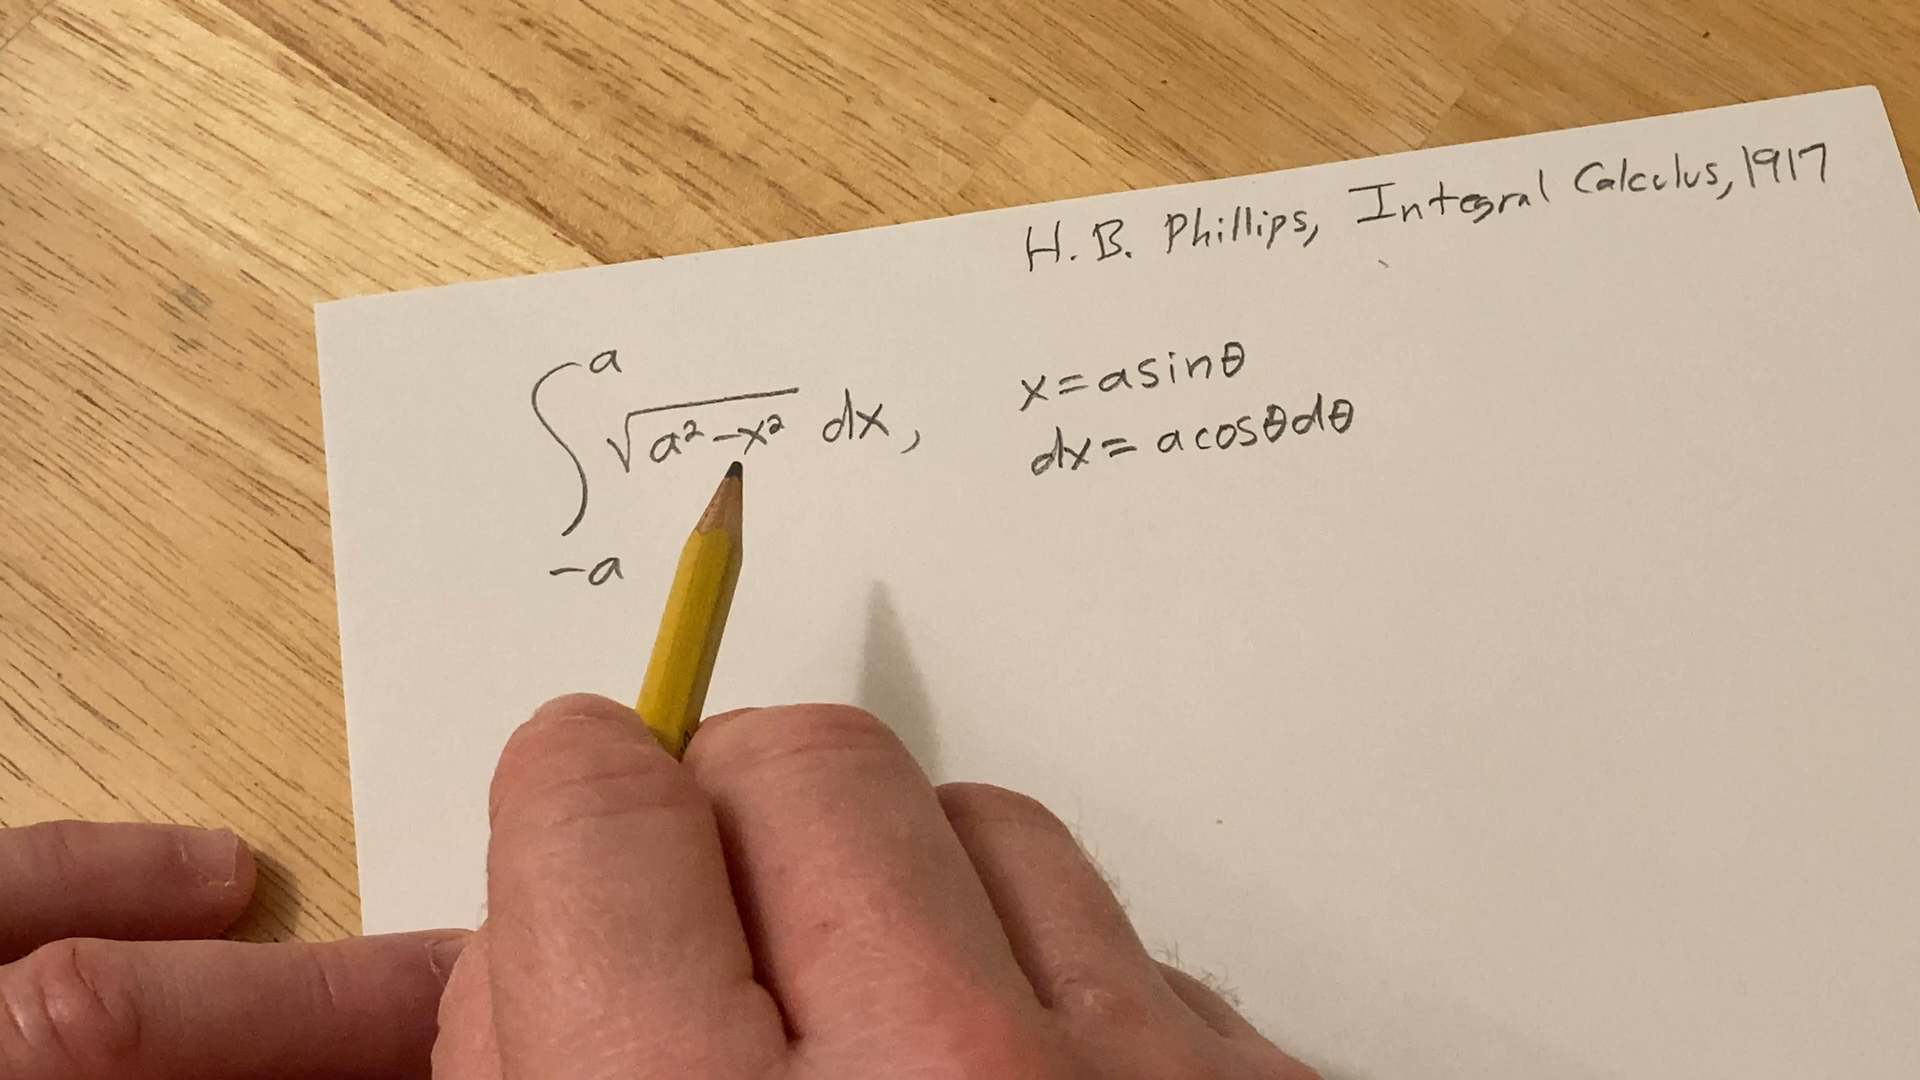 H. B. Phillips, Integral Calculus, 1917
∫_{-a}^{a} √(a²-x²) dx,
x=asinθ
dx=acosθdθ